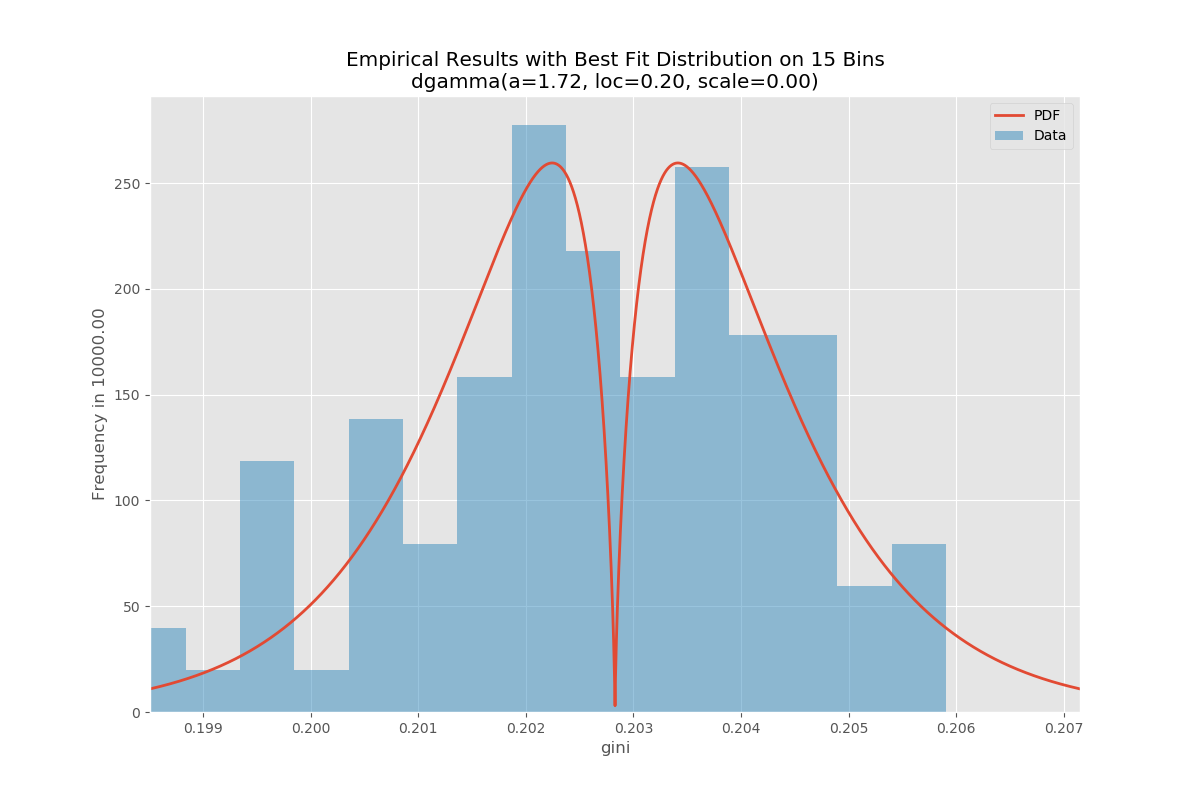 Empirical Results with Best Fit Distribution on 15 Bins
dgamma(a=1.72, loc=0.20, scale=0.00)
PDF
Data
Frequency in 10000.00
250
200
150
100
50
0
0.199 0.200 0.201 0.202 0.203 0.204 0.205 0.206 0.207
gini